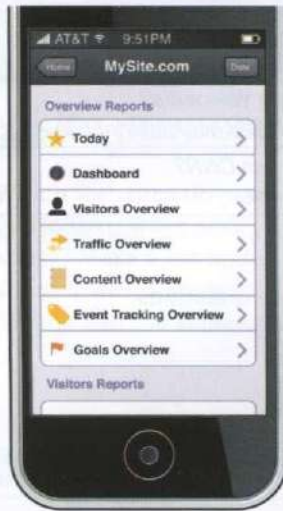 AT&T 9:51PM
Home MySite.com Date
Overview Reports
Today
Dashboard
Visitors Overview
Traffic Overview
Content Overview
Event Tracking Overview
Goals Overview
Visitors Reports